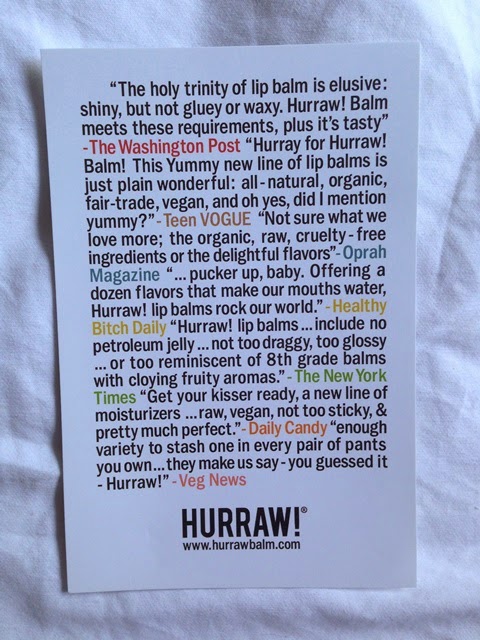 “The holy trinity of lip balm is elusive:
shiny, but not gluey or waxy. Hurraw! Balm
meets these requirements, plus it’s tasty”
-The Washington Post “Hurray for Hurraw!
Balm! This Yummy new line of lip balms is
just plain wonderful: all-natural, organic,
fair-trade, vegan, and oh yes, did I mention
yummy?”-Teen VOGUE “Not sure what we
love more; the organic, raw, cruelty-free
ingredients or the delightful flavors”-Oprah
Magazine “... pucker up, baby. Offering a
dozen flavors that make our mouths water,
Hurraw! lip balms rock our world.”-Healthy
Bitch Daily “Hurraw! lip balms ...include no
petroleum jelly ... not too draggy, too glossy
... or too reminiscent of 8th grade balms
with cloying fruity aromas.”-The New York
Times “Get your kisser ready, a new line of
moisturizers ...raw, vegan, not too sticky, &
pretty much perfect.”-Daily Candy “enough
variety to stash one in every pair of pants
you own...they make us say-you guessed it
- Hurraw!” -Veg News
HURRAW!®
www.hurrawbalm.com